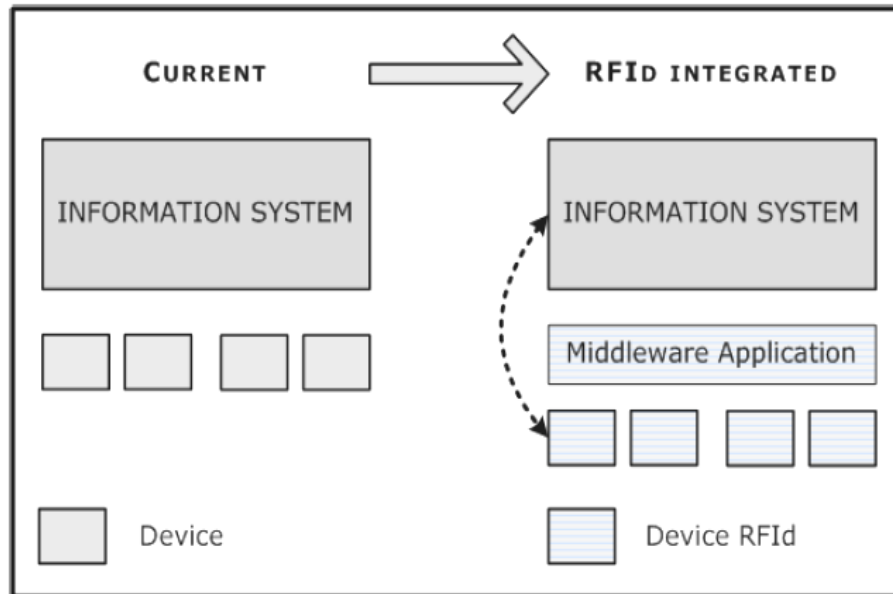 CURRENT
RFID INTEGRATED
INFORMATION SYSTEM
INFORMATION SYSTEM
Middleware Application
Device
Device RFId